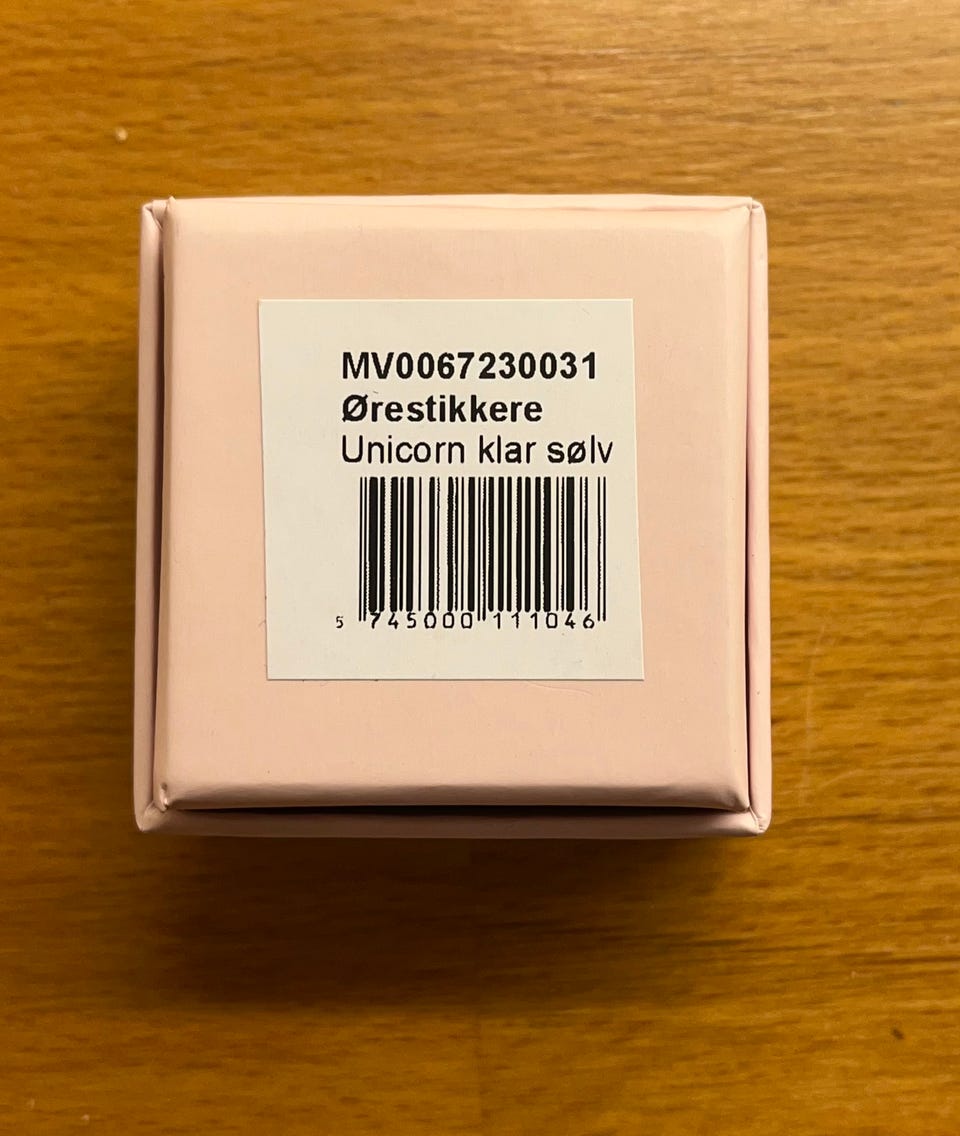 MV0067230031
Ørestikkere
Unicorn klar sølv
5 745000 111046